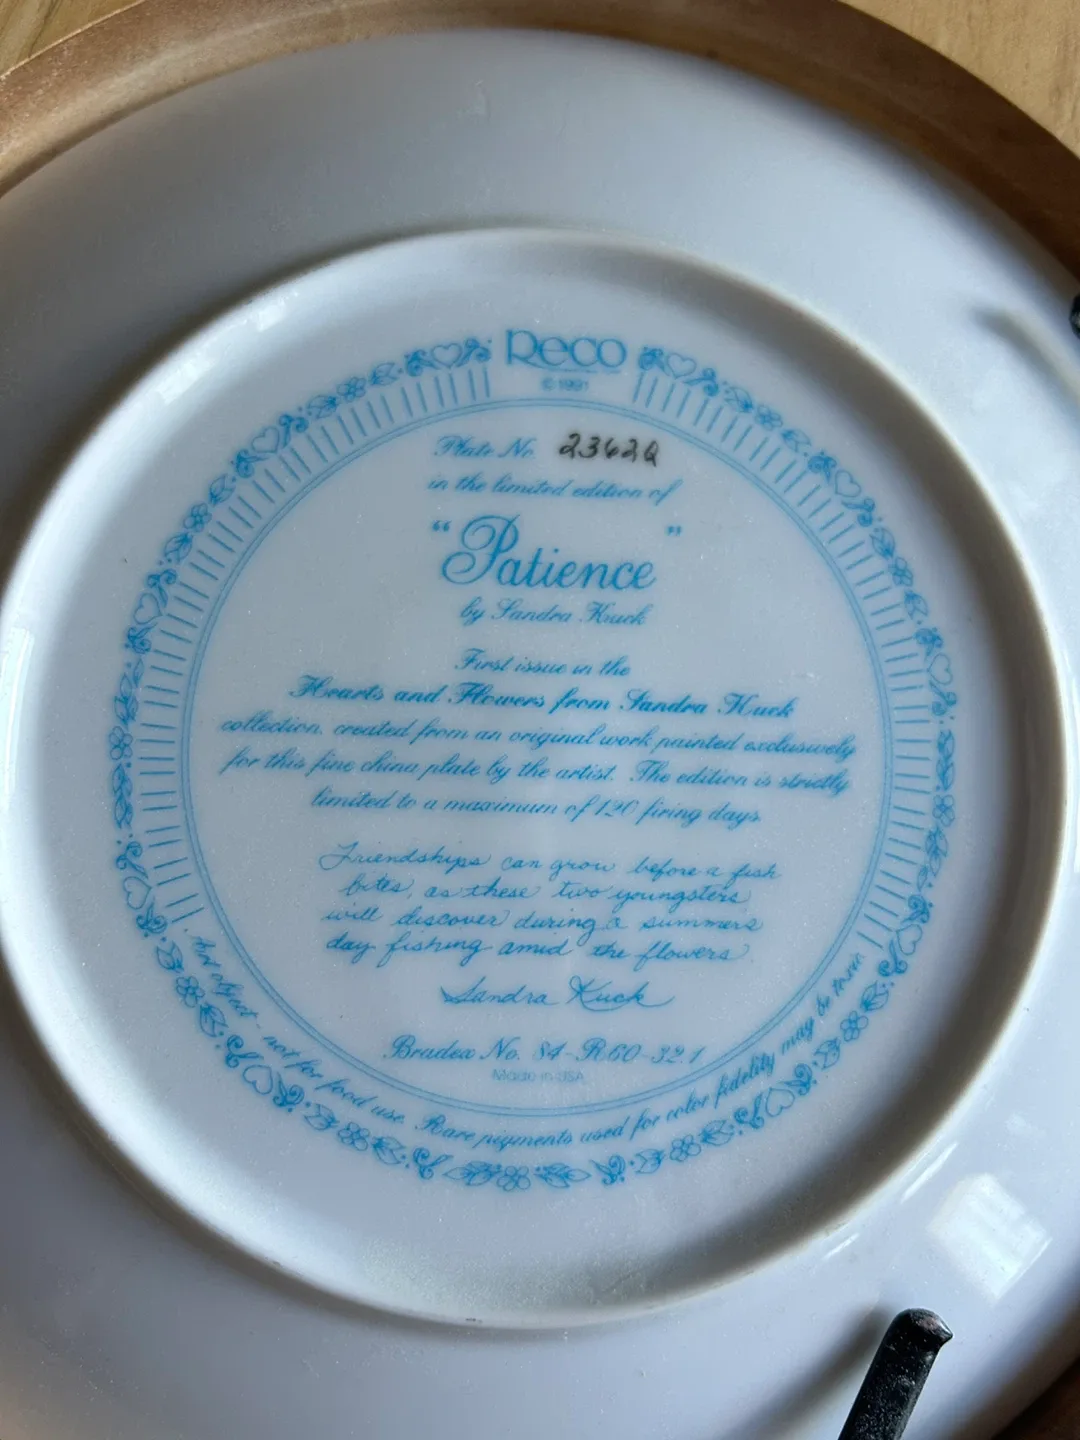 Reco
© 1991
Plate No. 2362Q
in the limited edition of
"Patience"
by Sandra Kuck
First issue in the
Hearts and Flowers from Sandra Kuck
collection, created from an original work painted exclusively
for this fine china plate by the artist. The edition is strictly
limited to a maximum of 120 firing days.
Friendships can grow before a fish
bites, as these two youngsters
will discover during a summers
day fishing amid the flowers.
Sandra Kuck
Bradex No. 84-R60-32.1
Made in USA
Art object - not for food use. Rare pigments used for color fidelity may be toxic.